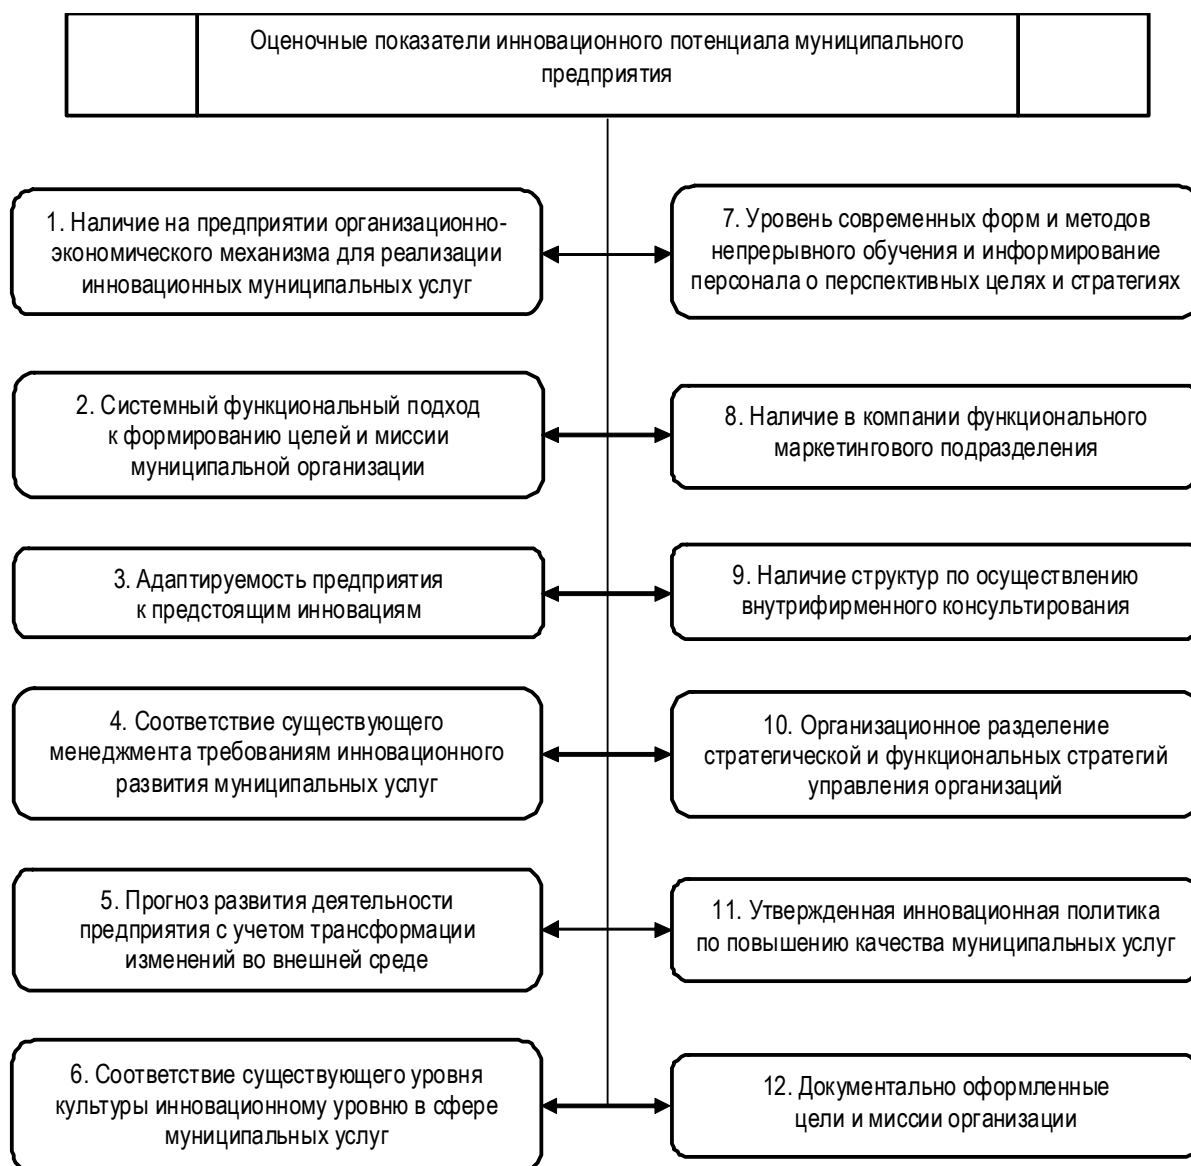 Оценочные показатели инновационного потенциала муниципального
предприятия
1. Наличие на предприятии организационно-
экономического механизма для реализации
инновационных муниципальных услуг
2. Системный функциональный подход
к формированию целей и миссии
муниципальной организации
3. Адаптируемость предприятия
к предстоящим инновациям
4. Соответствие существующего
менеджмента требованиям инновационного
развития муниципальных услуг
5. Прогноз развития деятельности
предприятия с учетом трансформации
изменений во внешней среде
6. Соответствие существующего уровня
культуры инновационному уровню в сфере
муниципальных услуг
7. Уровень современных форм и методов
непрерывного обучения и информирование
персонала о перспективных целях и стратегиях
8. Наличие в компании функционального
маркетингового подразделения
9. Наличие структур по осуществлению
внутрифирменного консультирования
10. Организационное разделение
стратегической и функциональных стратегий
управления организаций
11. Утвержденная инновационная политика
по повышению качества муниципальных услуг
12. Документально оформленные
цели и миссии организации